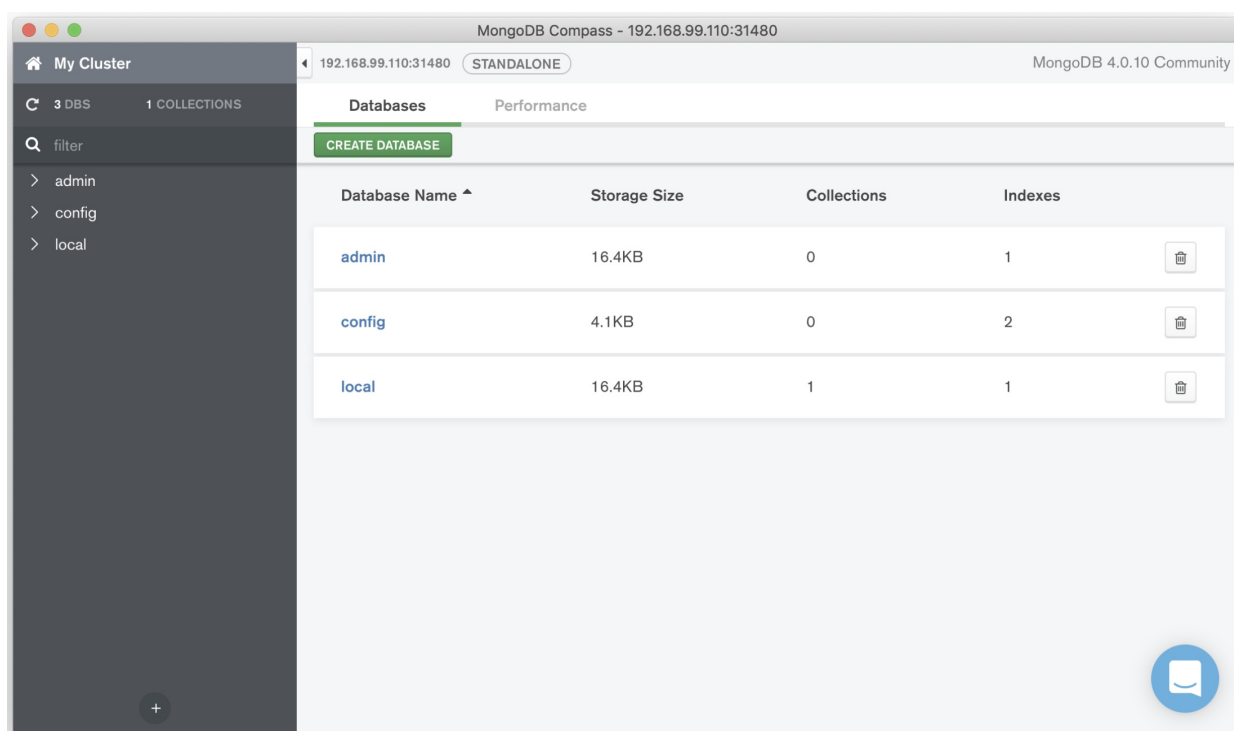 MongoDB Compass - 192.168.99.110:31480
My Cluster
192.168.99.110:31480 STANDALONE MongoDB 4.0.10 Community
3 DBS 1 COLLECTIONS
Databases Performance
filter
CREATE DATABASE
admin
config
local
Database Name Storage Size Collections Indexes
admin 16.4KB 0 1
config 4.1KB 0 2
local 16.4KB 1 1